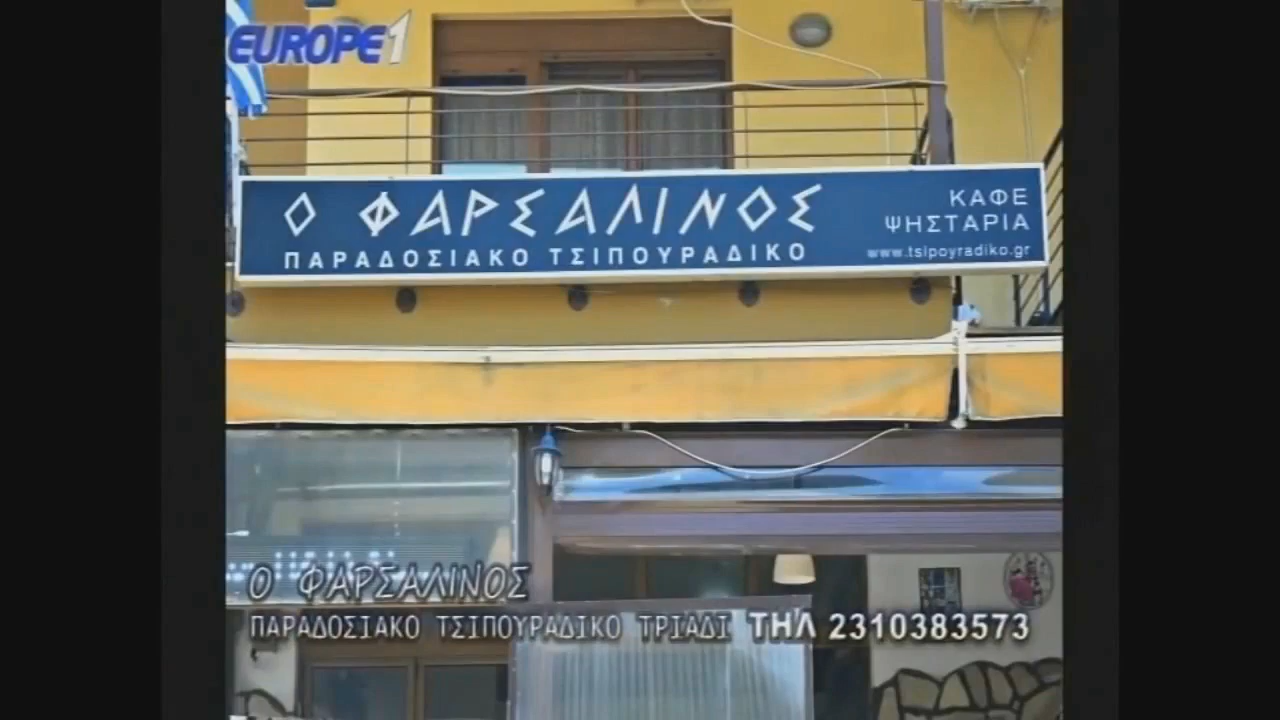 EUROPE1
Ο ΦΑΡΣΑΛΙΝΟΣ
ΠΑΡΑΔΟΣΙΑΚΟ ΤΣΙΠΟΥΡΑΔΙΚΟ
ΚΑΦΕ
ΨΗΣΤΑΡΙΑ
www.tsipoyradiko.gr
Ο ΦΑΡΣΑΛΙΝΟΣ
ΠΑΡΑΔΟΣΙΑΚΟ ΤΣΙΠΟΥΡΑΔΙΚΟ ΤΡΙΑΔΙ ΤΗΛ 2310383573